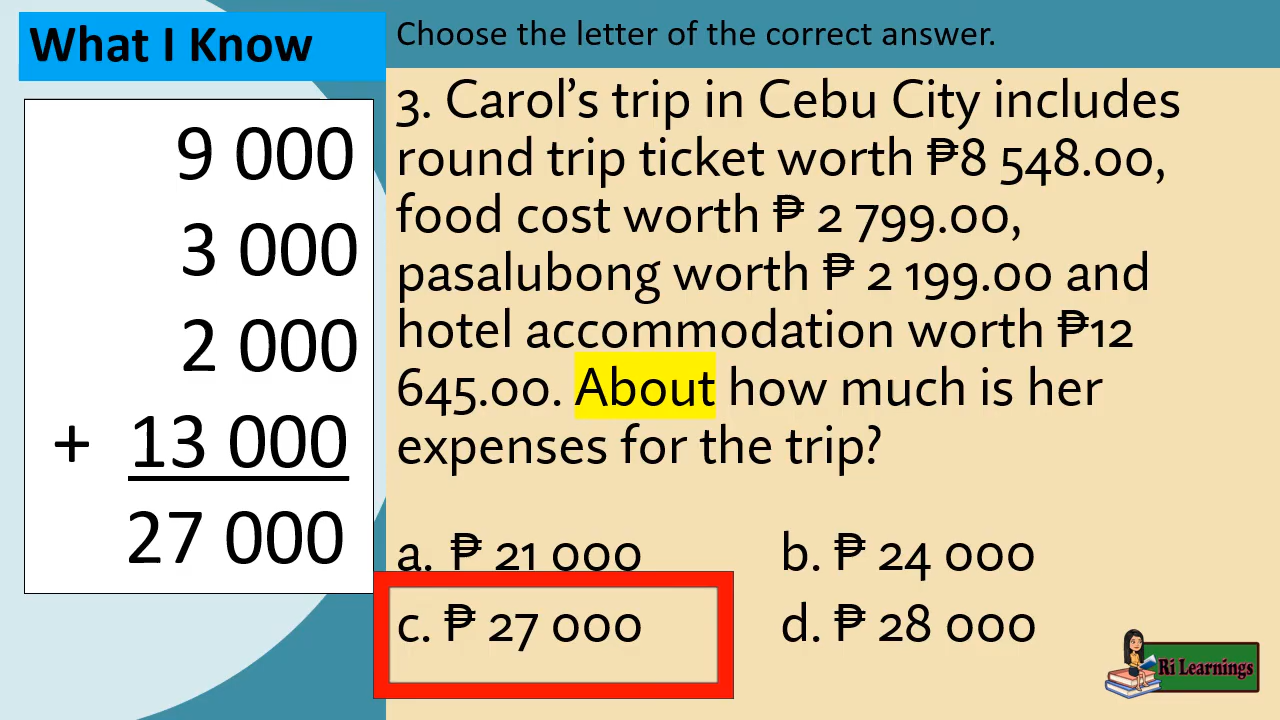 What I Know
Choose the letter of the correct answer.
9 000
3 000
2 000
+ 13 000
27 000
3. Carol’s trip in Cebu City includes
round trip ticket worth ₱8 548.00,
food cost worth ₱ 2 799.00,
pasalubong worth ₱ 2 199.00 and
hotel accommodation worth ₱12
645.00. About how much is her
expenses for the trip?
a. ₱ 21 000
b. ₱ 24 000
c. ₱ 27 000
d. ₱ 28 000
Ri Learnings